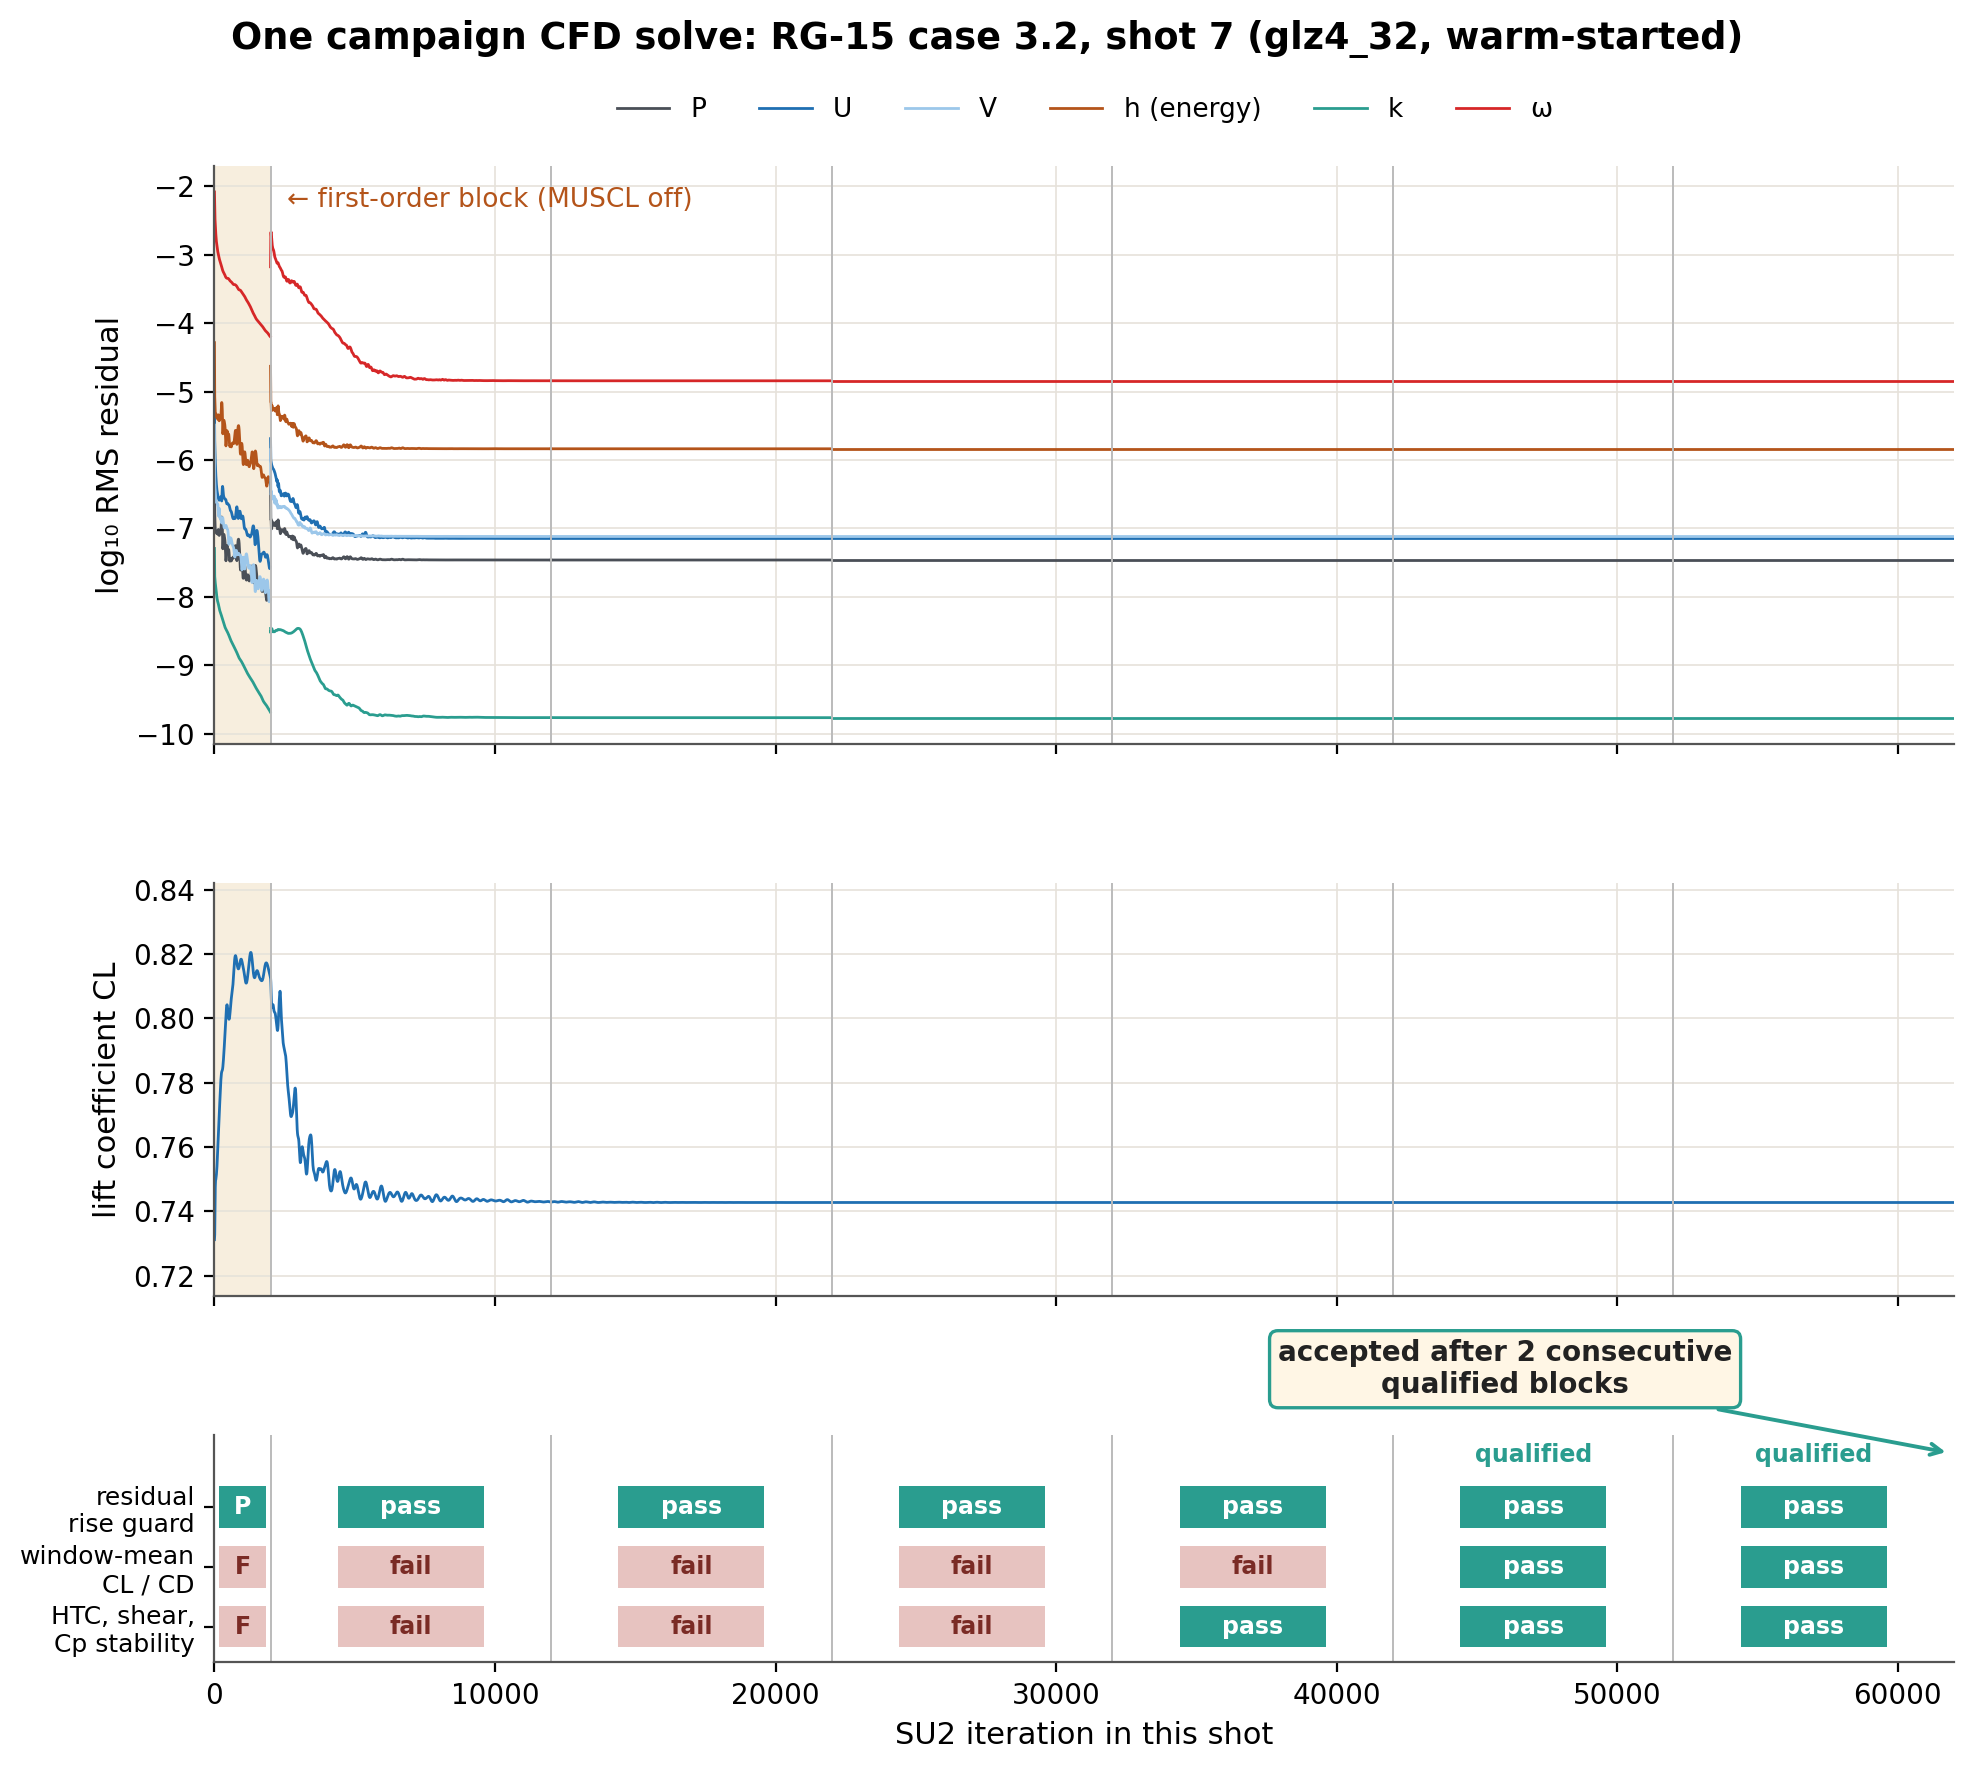 One campaign CFD solve: RG-15 case 3.2, shot 7 (glz4_32, warm-started)
P U V h (energy) k ω
← first-order block (MUSCL off)
log₁₀ RMS residual
−2
−3
−4
−5
−6
−7
−8
−9
−10
lift coefficient CL
0.84
0.82
0.80
0.78
0.76
0.74
0.72
accepted after 2 consecutive
qualified blocks
qualified qualified
residual
rise guard
P pass pass pass pass pass pass
window-mean
CL / CD
F fail fail fail fail pass pass
HTC, shear,
Cp stability
F fail fail fail pass pass pass
0 10000 20000 30000 40000 50000 60000
SU2 iteration in this shot